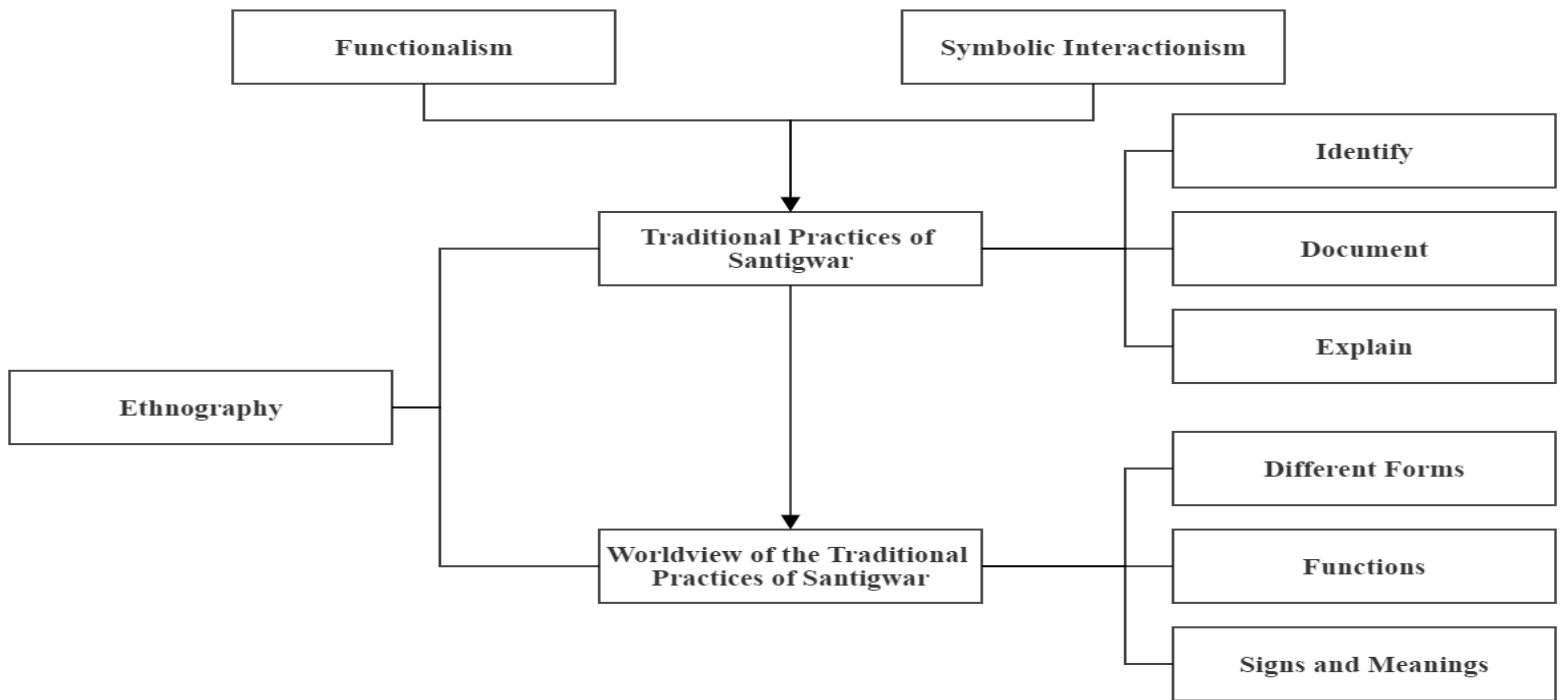 Functionalism
Symbolic Interactionism
Identify
Traditional Practices of
Santigwar
Document
Explain
Ethnography
Different Forms
Worldview of the Traditional
Practices of Santigwar
Functions
Signs and Meanings